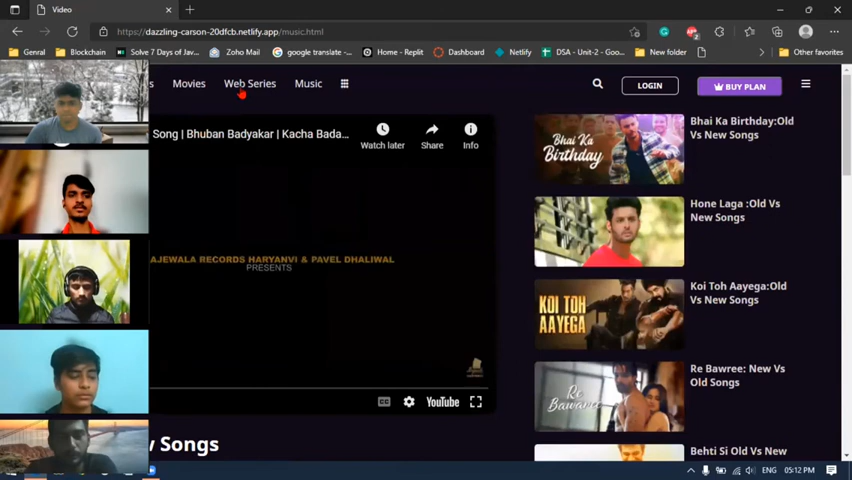 Video
https://dazzling-carson-20dfcb.netlify.app/music.html
Genral
Blockchain
Solve 7 Days of Jav...
Zoho Mail
google translate -...
Home - Replit
Dashboard
Netlify
DSA - Unit-2 - Goo...
New folder
Other favorites
s
Movies
Web Series
Music
LOGIN
BUY PLAN
Song | Bhuban Badyakar | Kacha Bada...
Watch later
Share
Info
AJEWALA RECORDS HARYANVI & PAVEL DHALIWAL
PRESENTS
CC
YouTube
Songs
Bhai Ka
Birthday
Bhai Ka Birthday:Old
Vs New Songs
Hone Laga :Old Vs
New Songs
KOI TOH
AAYEGA
Koi Toh Aayega:Old
Vs New Songs
Re
Bawaree
Re Bawree: New Vs
Old Songs
Behti Si Old Vs New
ENG
05:12 PM